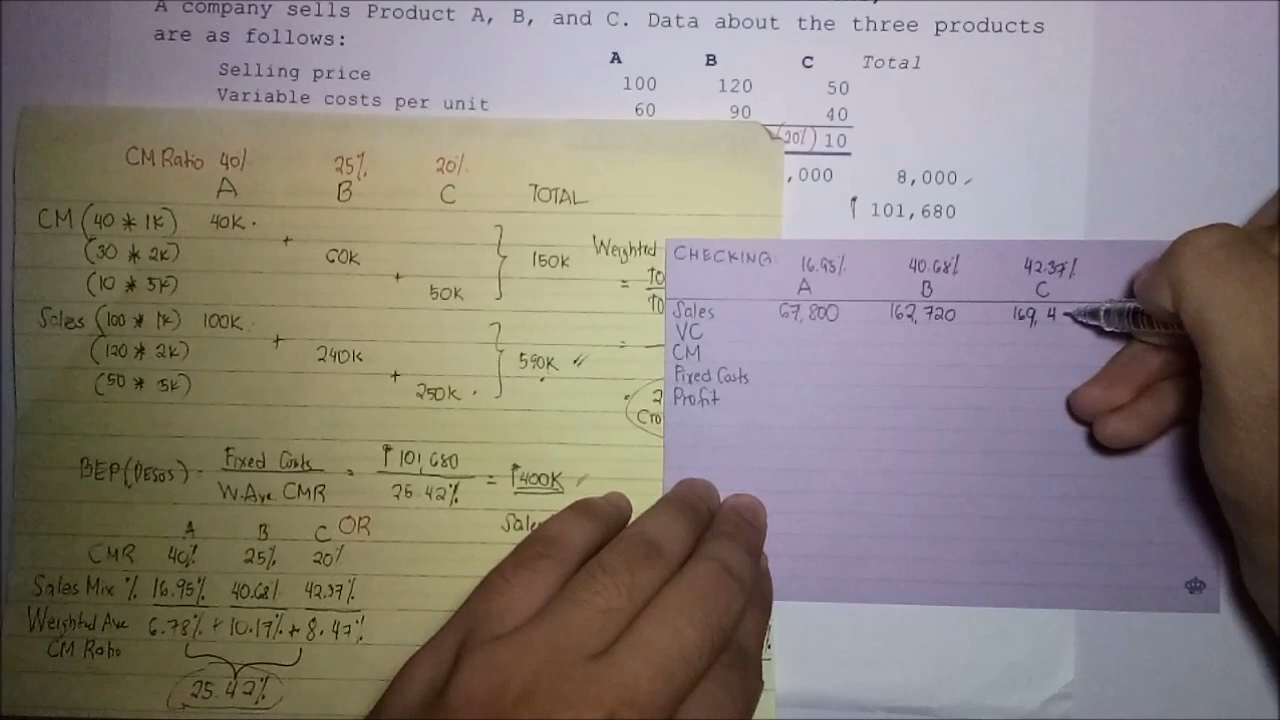 A company sells Product A, B, and C. Data about the three products
are as follows:
A B C Total
Selling price 100 120 50
Variable costs per unit 60 90 40
(20%) 10
,000 8,000
₱ 101,680
CM Ratio 40% 25% 20%
A B C TOTAL
CM (40 * 1K) 40K
+
(30 * 2K) 60K 150K
+
(10 * 5K) 50K
Sales (100 * 1K) 100K
+
(120 * 2K) 240K 590K
+
(50 * 5K) 250K
Weighted
=
=
BEP (PESOS) = Fixed Costs = ₱101,680 = ₱400K
W. Ave CMR 25.42%
A B C OR
CMR 40% 25% 20%
Sales Mix % 16.95% 40.68% 42.37%
Weighted Ave 6.78% + 10.17% + 8.47%
CM Ratio
25.42%
CHECKING: 16.95% 40.68% 42.37%
A B C
Sales 67,800 162,720 169,4
VC
CM
Fixed Costs
Profit